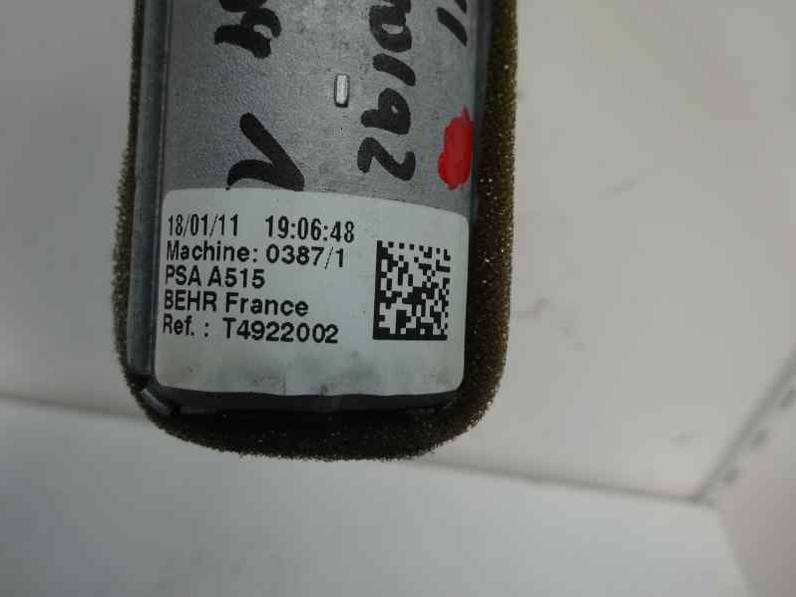 18/01/11 19:06:48
Machine: 0387/1
PSA A515
BEHR France
Ref. : T4922002